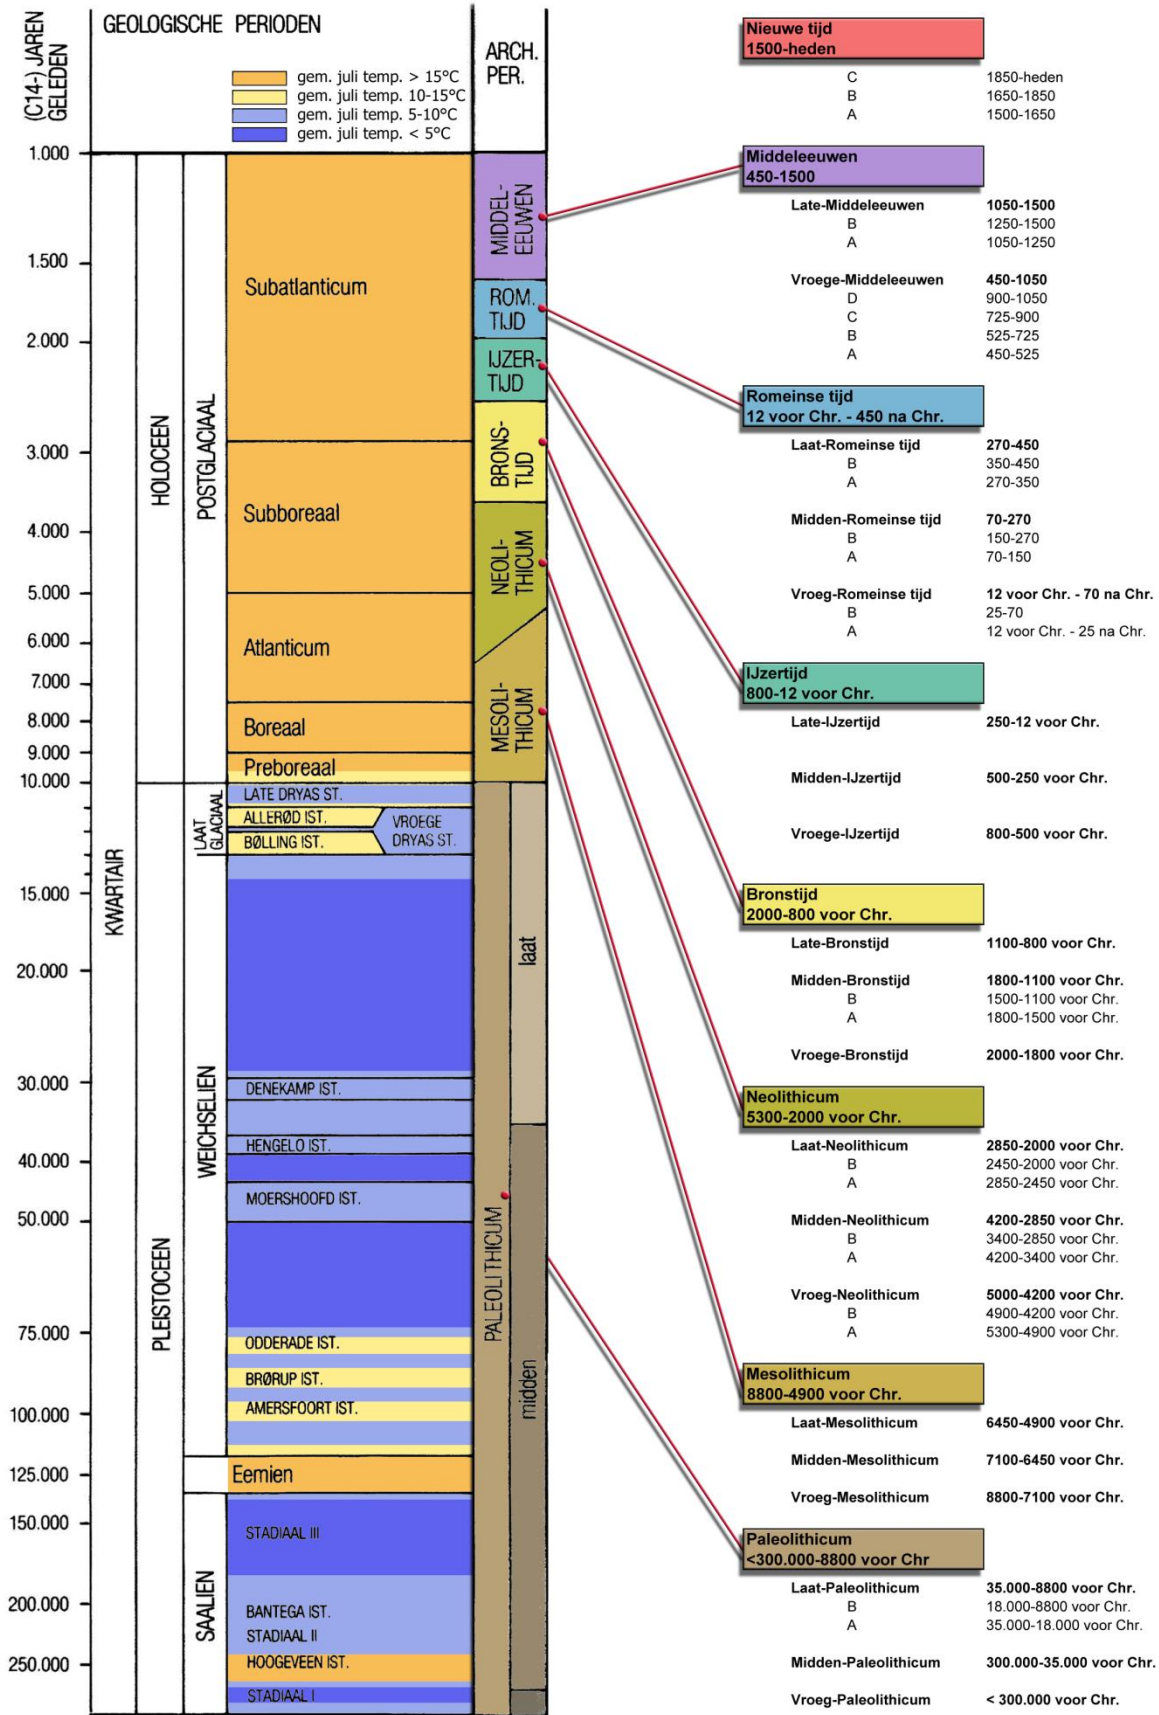 GEOLOGISCHE PERIODEN
(C14-) JAREN
GELEDEN
ARCH.
PER.
gem. juli temp. > 15°C
gem. juli temp. 10-15°C
gem. juli temp. 5-10°C
gem. juli temp. < 5°C
1.000
1.500
2.000
3.000
4.000
5.000
6.000
7.000
8.000
9.000
10.000
15.000
20.000
30.000
40.000
50.000
75.000
100.000
125.000
150.000
200.000
250.000
KWARTAIR
HOLOCEEN
PLEISTOCEEN
POSTGLACIAAL
LAAT
GLACIAAL
WEICHSELIEN
SAALIEN
Subatlanticum
Subboreaal
Atlanticum
Boreaal
Preboreaal
LATE DRYAS ST.
ALLERØD IST.
VROEGE
DRYAS ST.
BØLLING IST.
DENEKAMP IST.
HENGELO IST.
MOERSHOOFD IST.
ODDERADE IST.
BRØRUP IST.
AMERSFOORT IST.
Eemien
STADIAAL III
BANTEGA IST.
STADIAAL II
HOOGEVEEN IST.
STADIAAL I
MIDDEL-
EEUWEN
ROM.
TIJD
IJZER-
TIJD
BRONS-
TIJD
NEOLI-
THICUM
MESOLI-
THICUM
PALEOLITHICUM
laat
midden
Nieuwe tijd
1500-heden
C 1850-heden
B 1650-1850
A 1500-1650
Middeleeuwen
450-1500
Late-Middeleeuwen 1050-1500
B 1250-1500
A 1050-1250
Vroege-Middeleeuwen 450-1050
D 900-1050
C 725-900
B 525-725
A 450-525
Romeinse tijd
12 voor Chr. - 450 na Chr.
Laat-Romeinse tijd 270-450
B 350-450
A 270-350
Midden-Romeinse tijd 70-270
B 150-270
A 70-150
Vroeg-Romeinse tijd 12 voor Chr. - 70 na Chr.
B 25-70
A 12 voor Chr. - 25 na Chr.
IJzertijd
800-12 voor Chr.
Late-IJzertijd 250-12 voor Chr.
Midden-IJzertijd 500-250 voor Chr.
Vroege-IJzertijd 800-500 voor Chr.
Bronstijd
2000-800 voor Chr.
Late-Bronstijd 1100-800 voor Chr.
Midden-Bronstijd 1800-1100 voor Chr.
B 1500-1100 voor Chr.
A 1800-1500 voor Chr.
Vroege-Bronstijd 2000-1800 voor Chr.
Neolithicum
5300-2000 voor Chr.
Laat-Neolithicum 2850-2000 voor Chr.
B 2450-2000 voor Chr.
A 2850-2450 voor Chr.
Midden-Neolithicum 4200-2850 voor Chr.
B 3400-2850 voor Chr.
A 4200-3400 voor Chr.
Vroeg-Neolithicum 5000-4200 voor Chr.
B 4900-4200 voor Chr.
A 5300-4900 voor Chr.
Mesolithicum
8800-4900 voor Chr.
Laat-Mesolithicum 6450-4900 voor Chr.
Midden-Mesolithicum 7100-6450 voor Chr.
Vroeg-Mesolithicum 8800-7100 voor Chr.
Paleolithicum
<300.000-8800 voor Chr
Laat-Paleolithicum 35.000-8800 voor Chr.
B 18.000-8800 voor Chr.
A 35.000-18.000 voor Chr.
Midden-Paleolithicum 300.000-35.000 voor Chr.
Vroeg-Paleolithicum < 300.000 voor Chr.